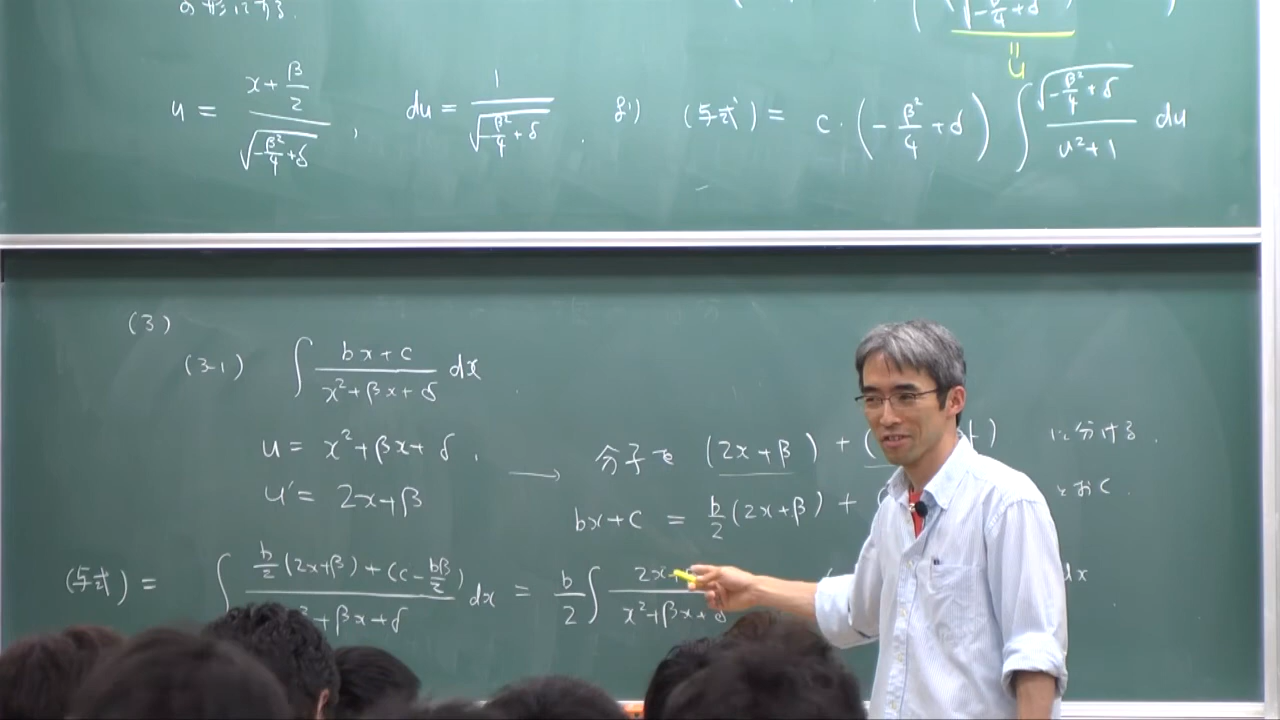 の形にする.
√(-β/4+δ)
" u
u = (x+β/2)/√(-β²/4+δ) , du = 1/√(-β²/4+δ) . より (与式) = c·(-β²/4+δ) ∫ √(-β²/4+δ)/(u²+1) du
(3)
(3-1) ∫ (bx+c)/(x²+βx+δ) dx .
u = x²+βx+δ , → 分子を (2x+β) + ( ) に分ける .
u' = 2x+β
bx+c = b/2 (2x+β) + ( とおく .
(与式) = ∫ (b/2 (2x+β) + (c-bβ/2))/(x²+βx+δ) dx = b/2 ∫ 2x+ /(x²+βx+δ dx